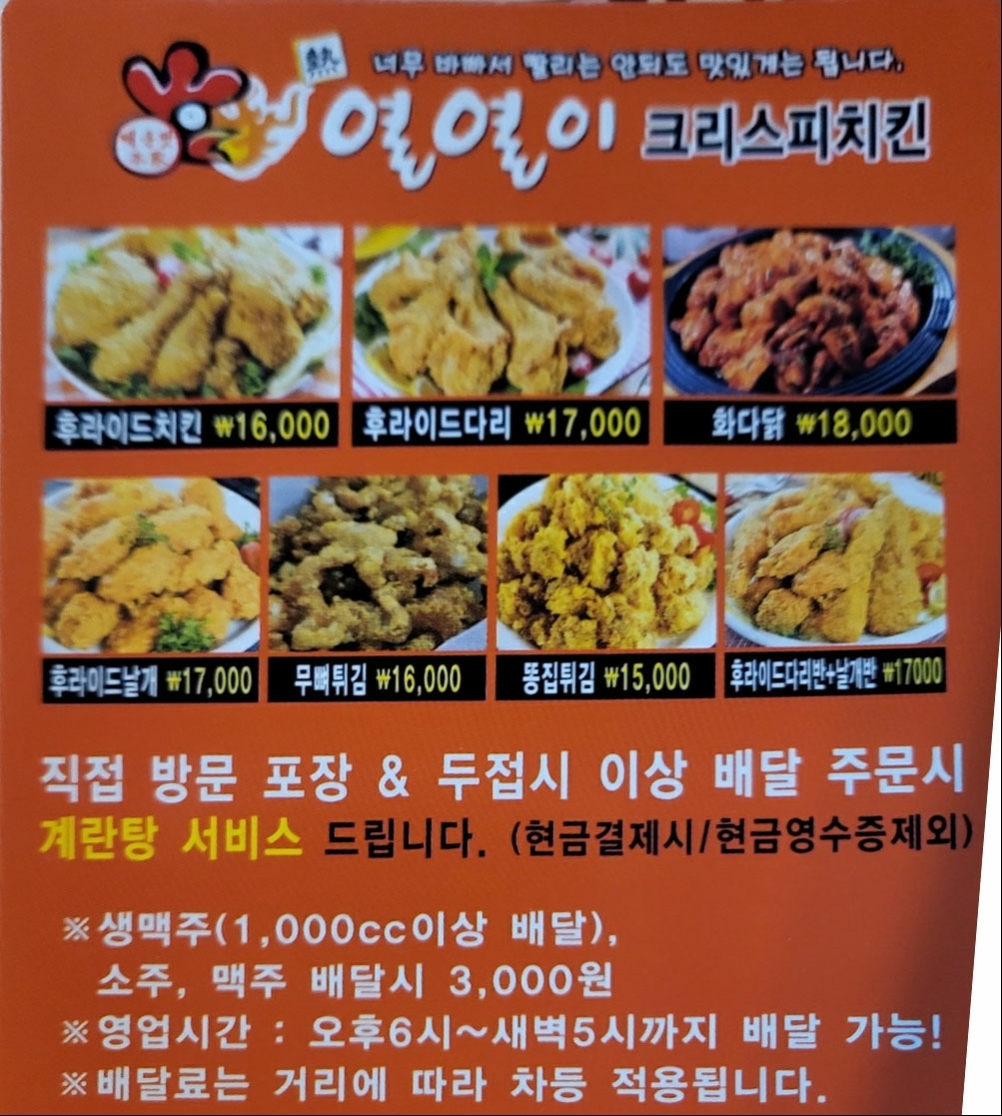 熱 너무 바빠서 빨리는 안되도 맛있게는 됩니다.
열열이 크리스피치킨
후라이드치킨 ₩16,000
후라이드다리 ₩17,000
화다닭 ₩18,000
후라이드날개 ₩17,000
무뼈튀김 ₩16,000
똥집튀김 ₩15,000
후라이드다리반+날개반 ₩17000
직접 방문 포장 & 두접시 이상 배달 주문시
계란탕 서비스 드립니다. (현금결제시/현금영수증제외)
※생맥주(1,000cc이상 배달),
소주, 맥주 배달시 3,000원
※영업시간 : 오후6시~새벽5시까지 배달 가능!
※배달료는 거리에 따라 차등 적용됩니다.